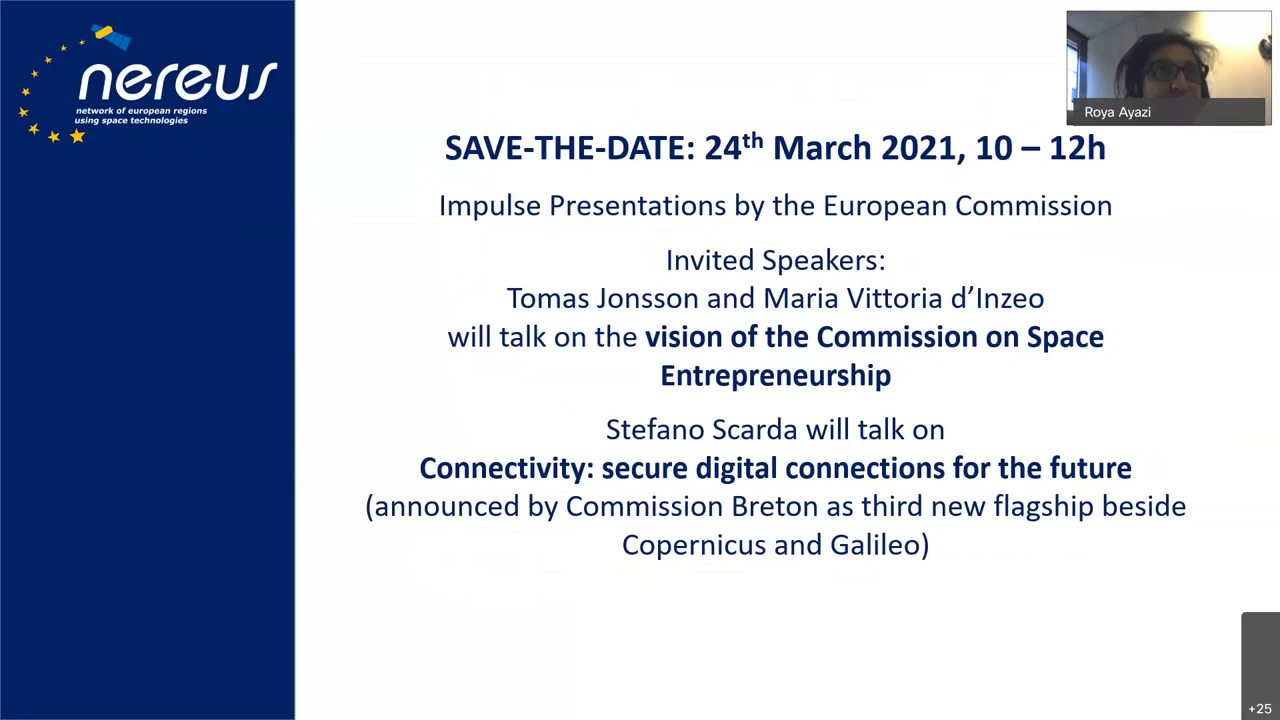 nereus
network of european regions
using space technologies
Roya Ayazi
SAVE-THE-DATE: 24th March 2021, 10 – 12h
Impulse Presentations by the European Commission
Invited Speakers:
Tomas Jonsson and Maria Vittoria d’Inzeo
will talk on the vision of the Commission on Space
Entrepreneurship
Stefano Scarda will talk on
Connectivity: secure digital connections for the future
(announced by Commission Breton as third new flagship beside
Copernicus and Galileo)
+25